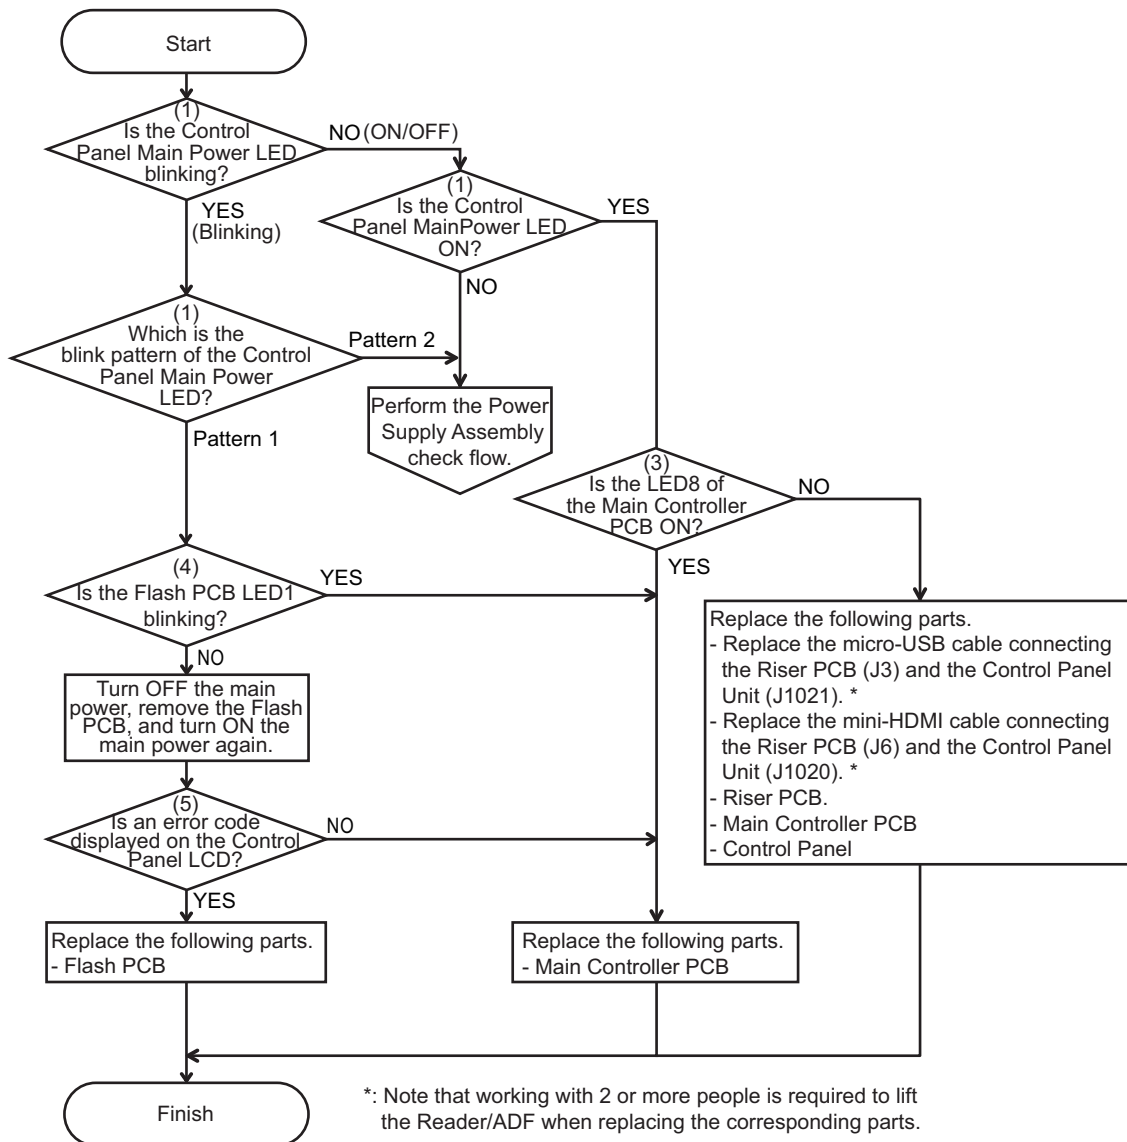 Start
(1)
Is the Control
Panel Main Power LED
blinking?
NO (ON/OFF)
YES
(Blinking)
(1)
Is the Control
Panel MainPower LED
ON?
YES
NO
(1)
Which is the
blink pattern of the Control
Panel Main Power
LED?
Pattern 2
Pattern 1
Perform the Power
Supply Assembly
check flow.
(3)
Is the LED8 of
the Main Controller
PCB ON?
NO
YES
(4)
Is the Flash PCB LED1
blinking?
YES
NO
Turn OFF the main
power, remove the Flash
PCB, and turn ON the
main power again.
Replace the following parts.
- Replace the micro-USB cable connecting
the Riser PCB (J3) and the Control Panel
Unit (J1021). *
- Replace the mini-HDMI cable connecting
the Riser PCB (J6) and the Control Panel
Unit (J1020). *
- Riser PCB.
- Main Controller PCB
- Control Panel
(5)
Is an error code
displayed on the Control
Panel LCD?
NO
YES
Replace the following parts.
- Flash PCB
Replace the following parts.
- Main Controller PCB
Finish
*: Note that working with 2 or more people is required to lift
the Reader/ADF when replacing the corresponding parts.